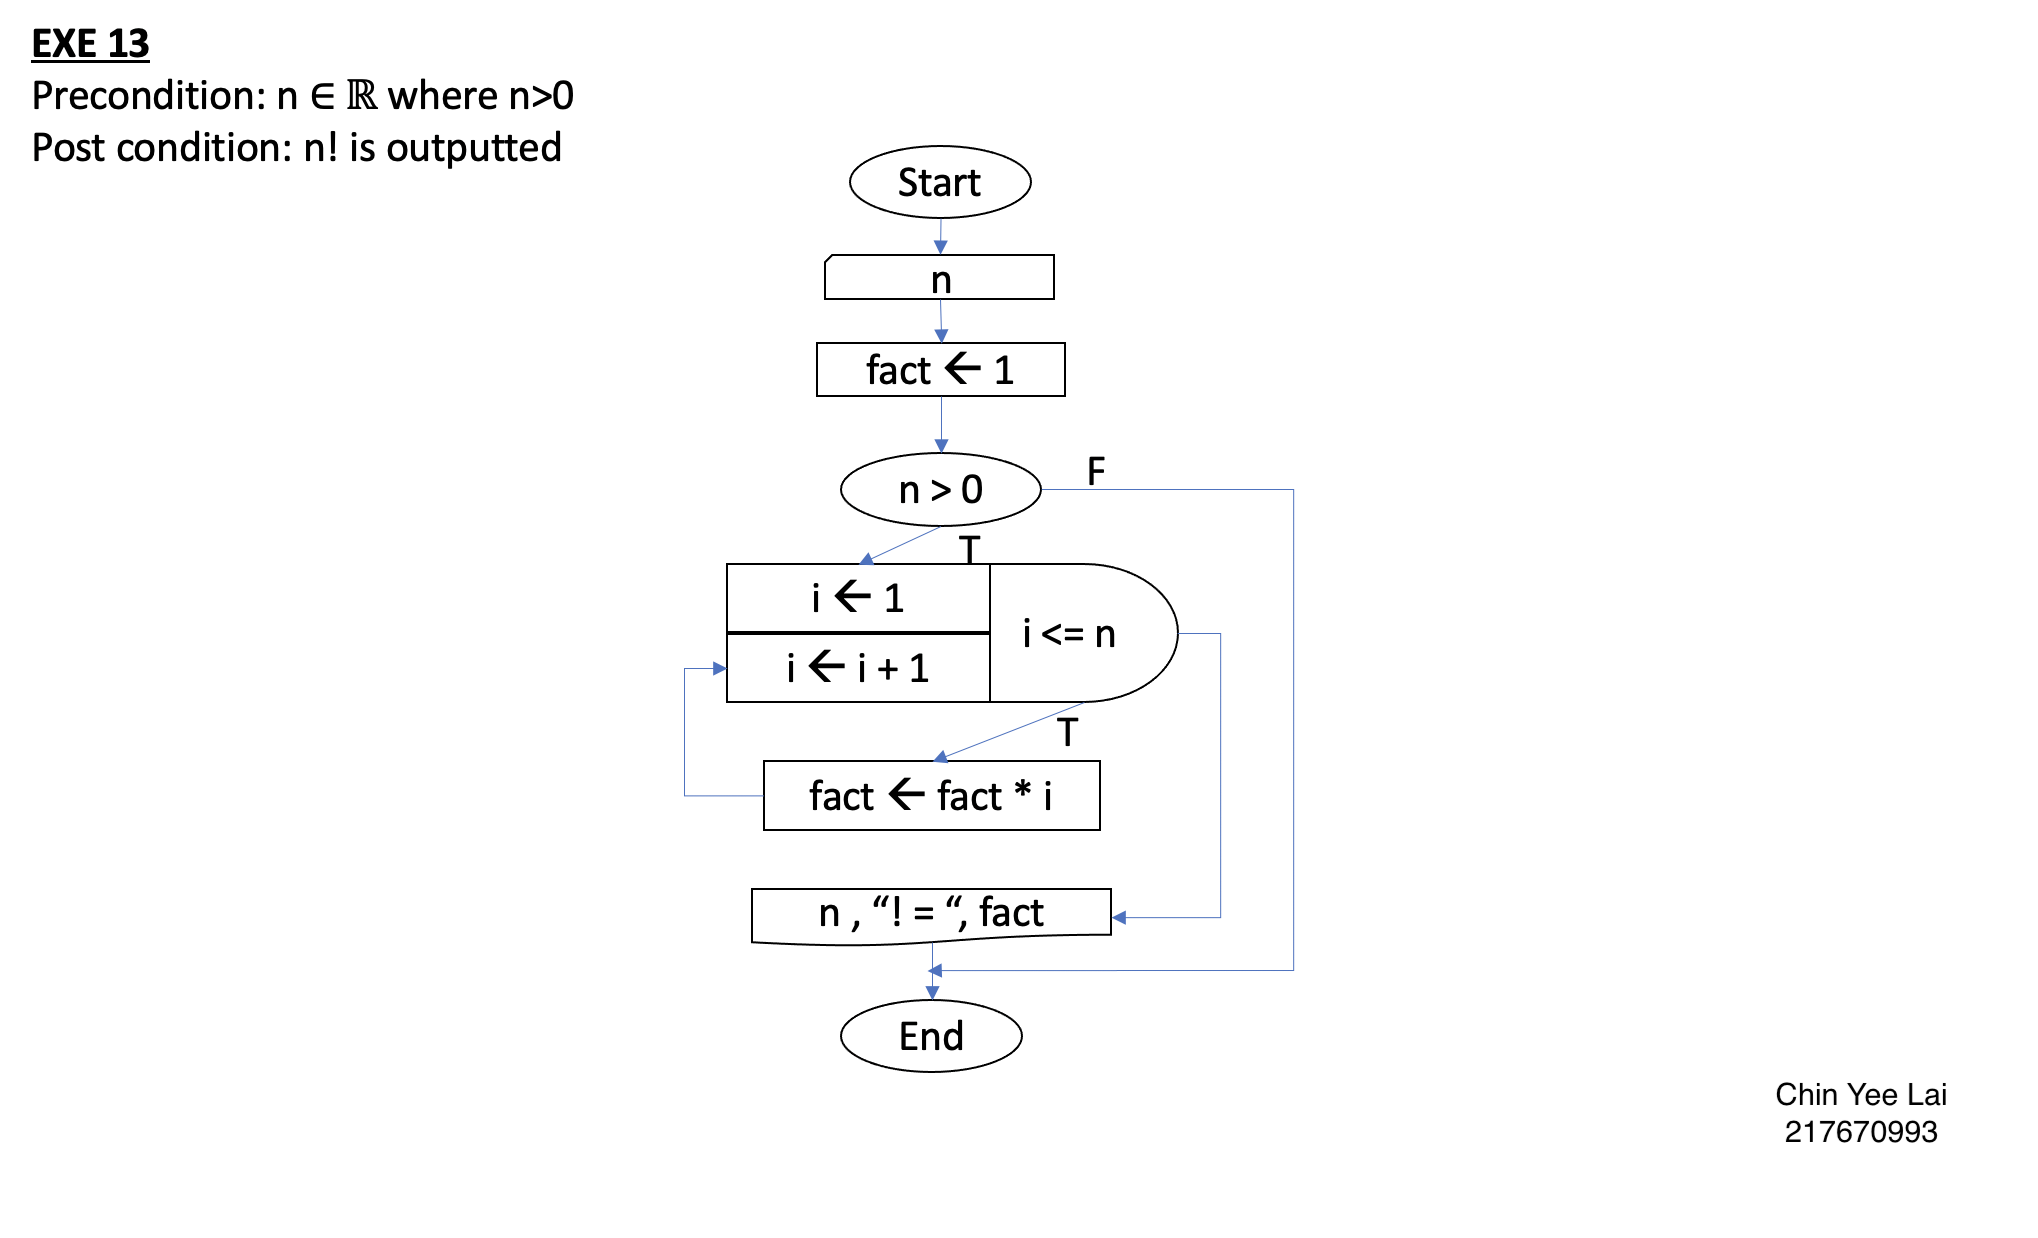 EXE 13
Precondition: n ∈ ℝ where n>0
Post condition: n! is outputted
Start
n
fact ← 1
n > 0
F
T
i ← 1
i <= n
i ← i + 1
T
fact ← fact * i
n , “! = “, fact
End
Chin Yee Lai
217670993